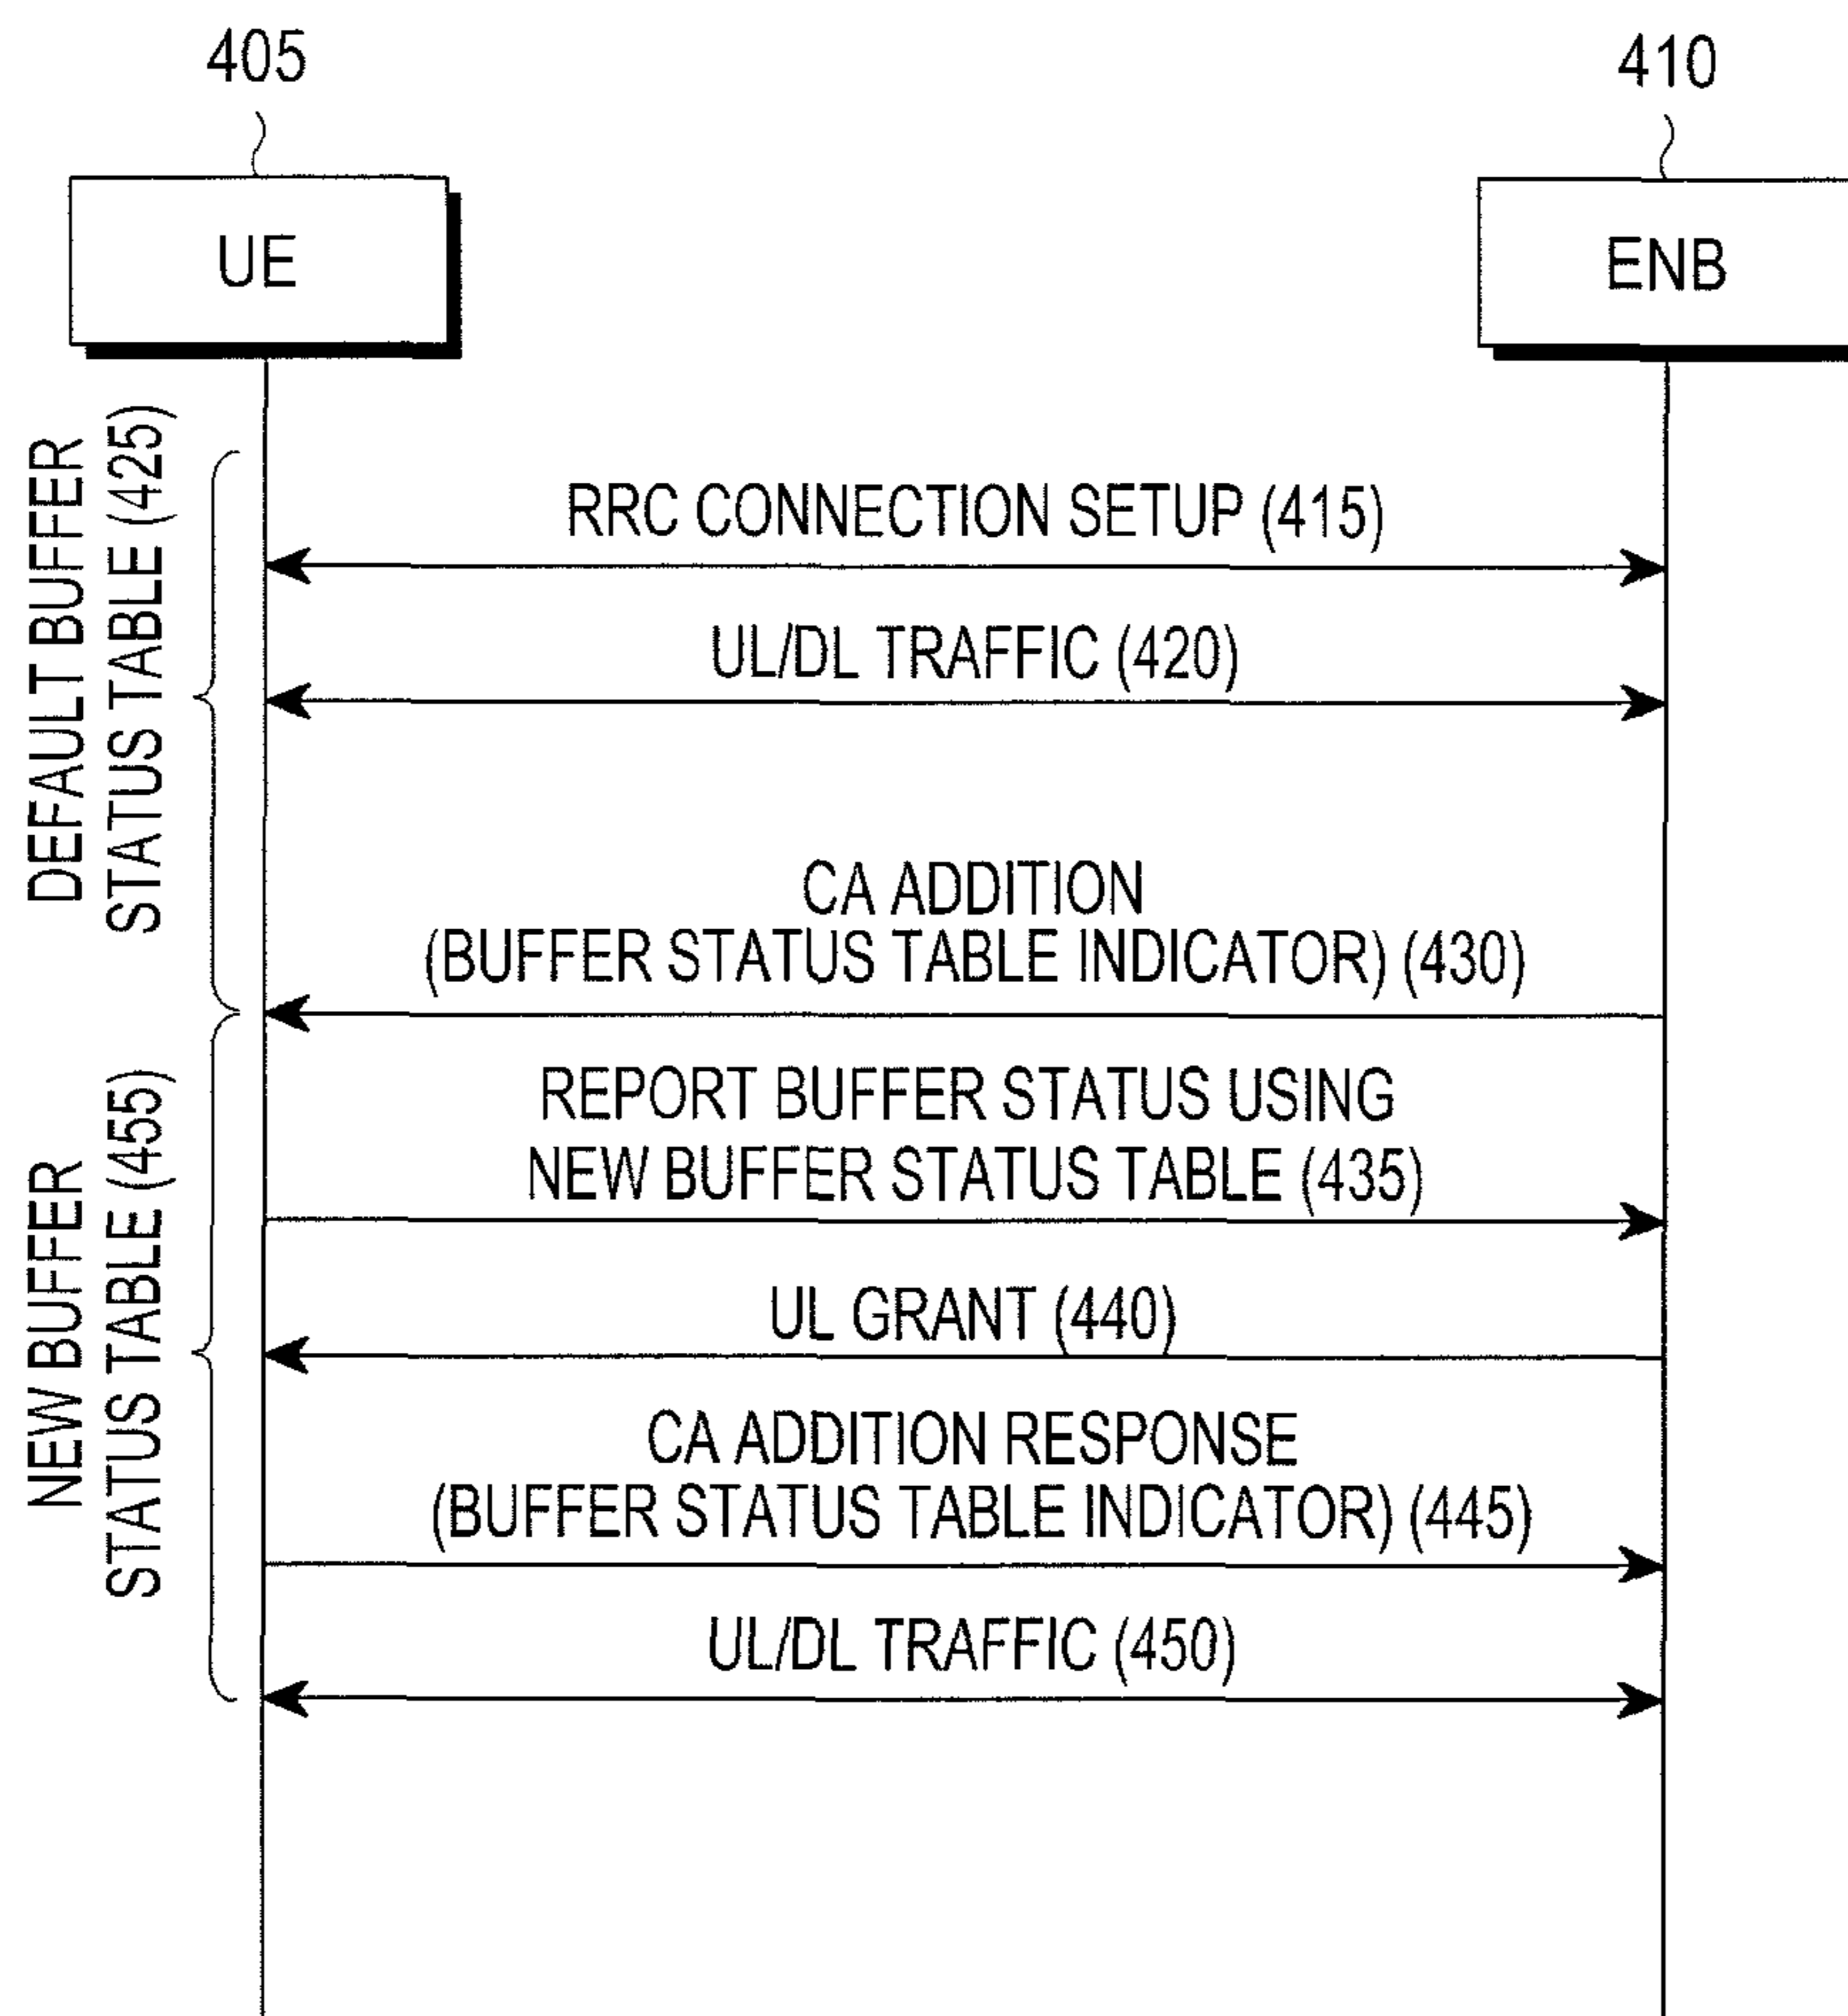 405
410
UE
ENB
DEFAULT BUFFER
STATUS TABLE (425)
RRC CONNECTION SETUP (415)
UL/DL TRAFFIC (420)
CA ADDITION
(BUFFER STATUS TABLE INDICATOR) (430)
NEW BUFFER
STATUS TABLE (455)
REPORT BUFFER STATUS USING
NEW BUFFER STATUS TABLE (435)
UL GRANT (440)
CA ADDITION RESPONSE
(BUFFER STATUS TABLE INDICATOR) (445)
UL/DL TRAFFIC (450)